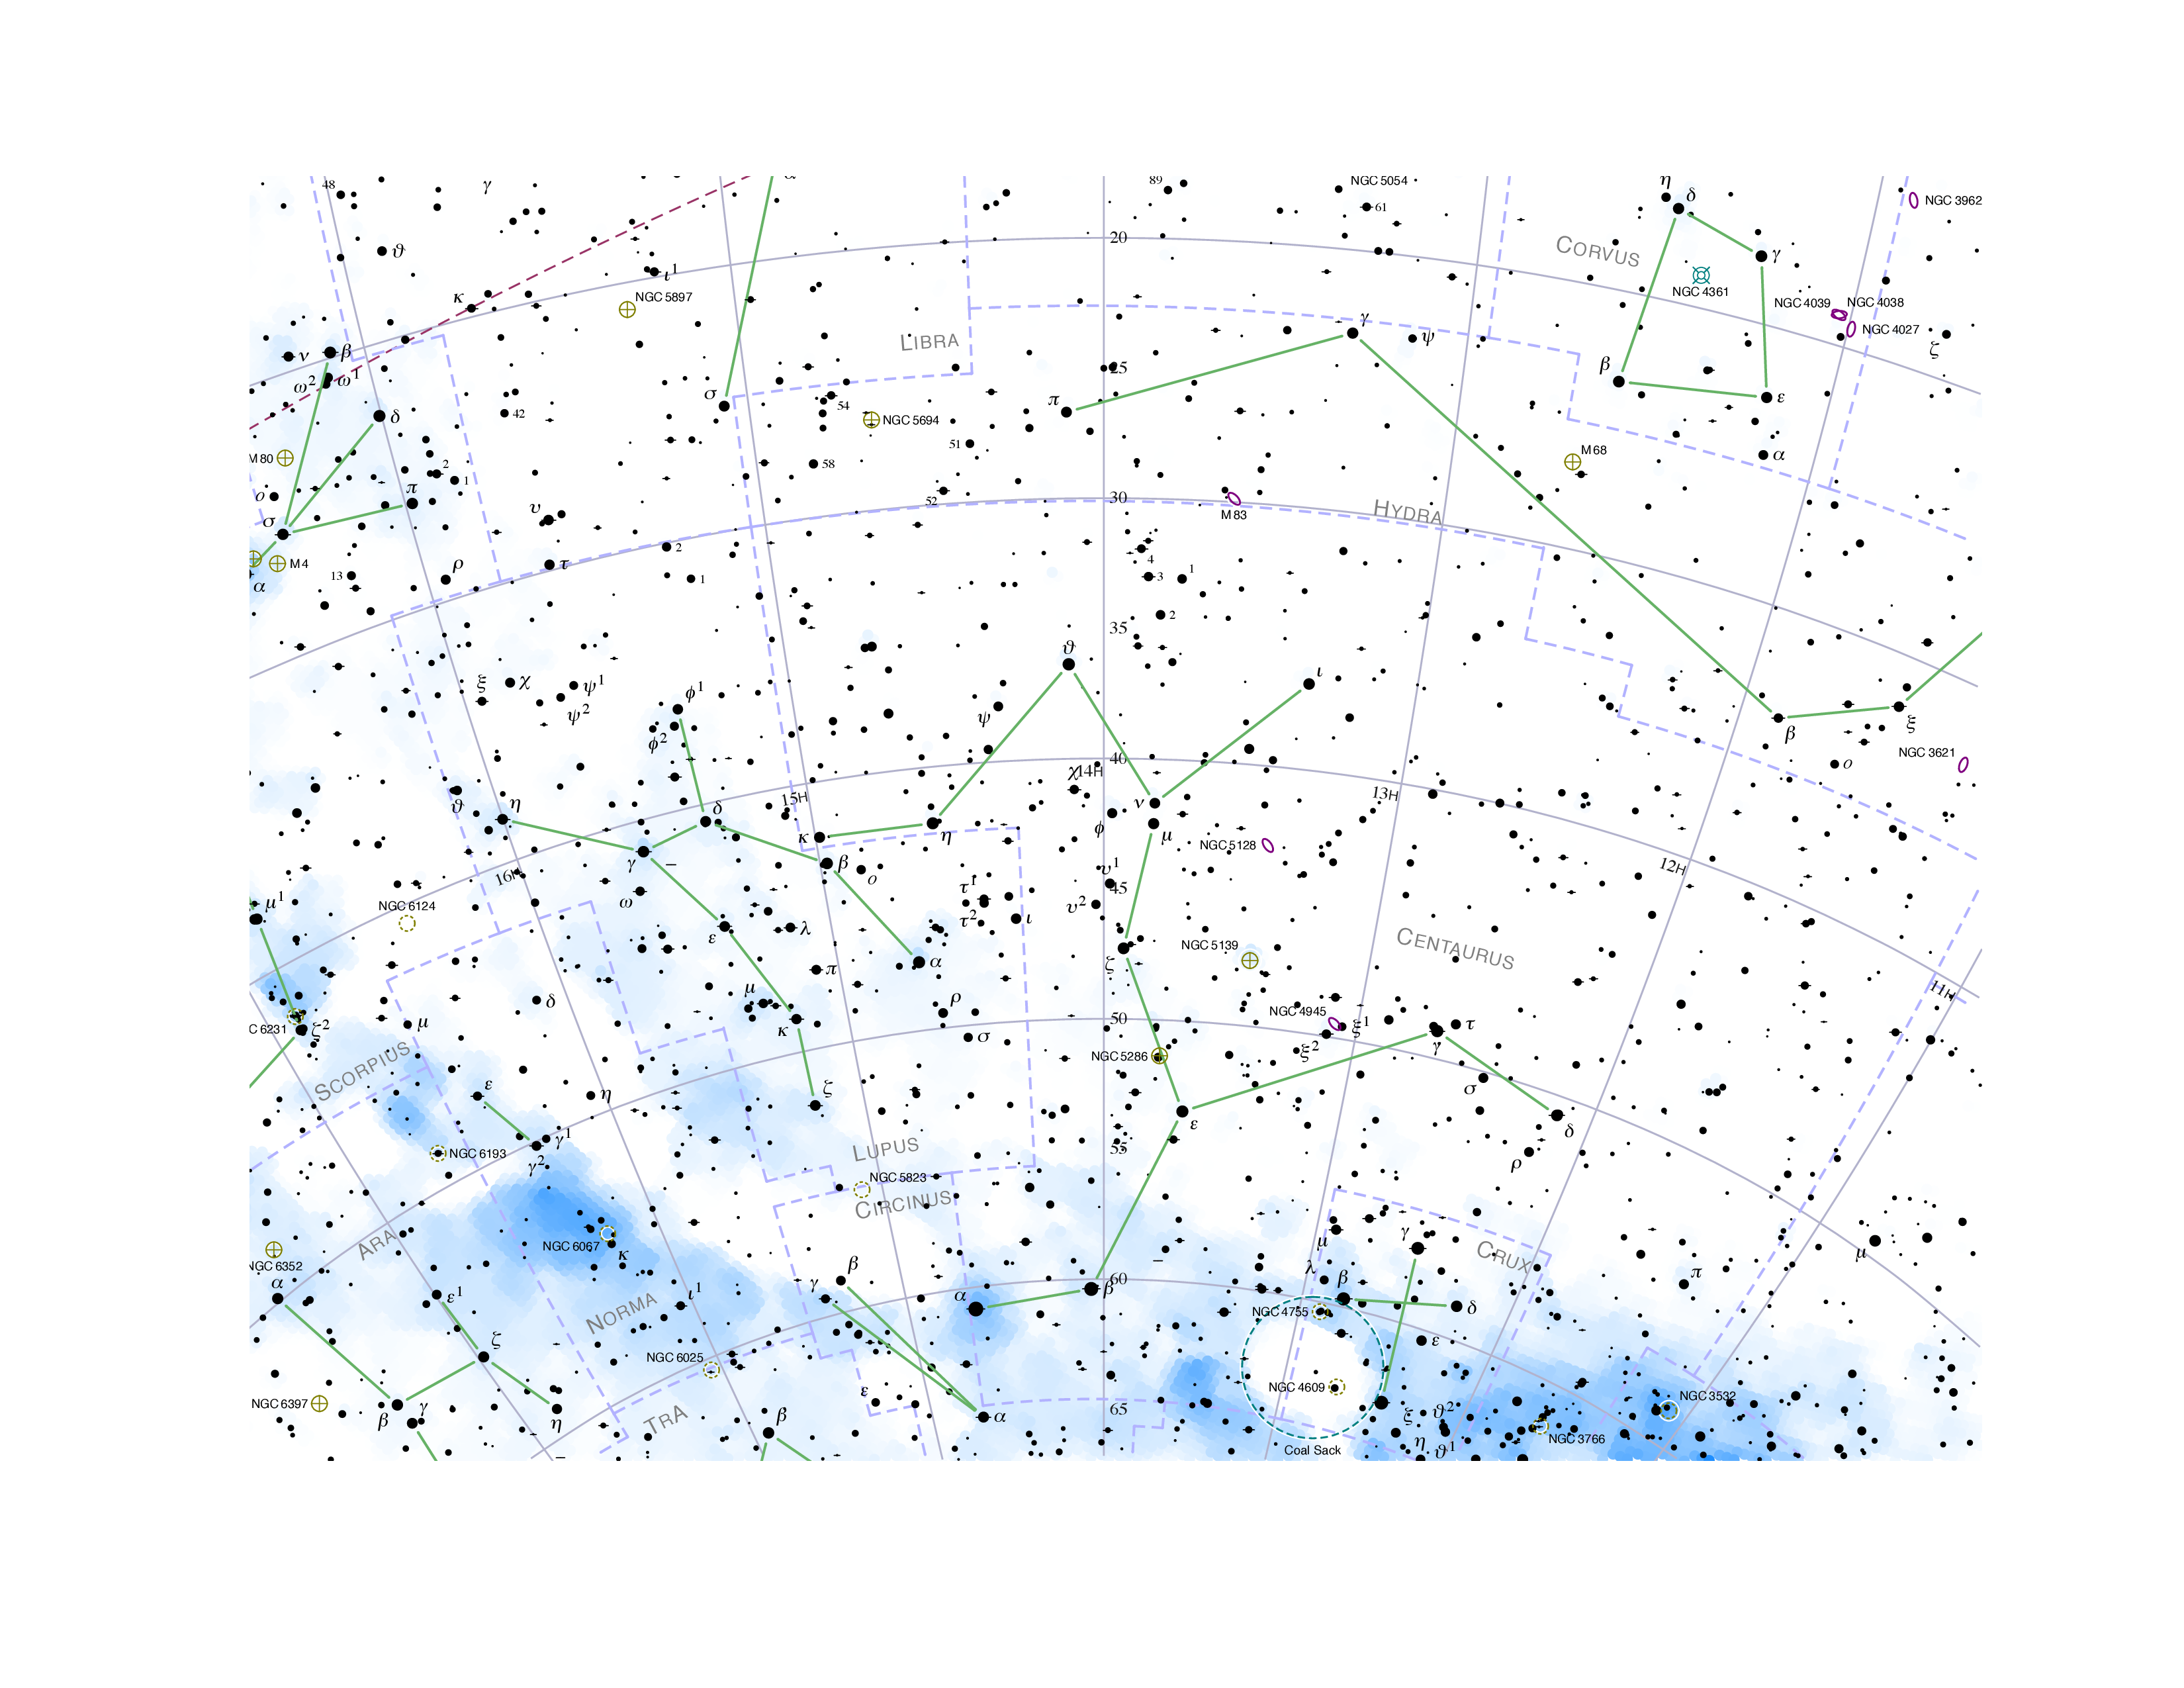 48
γ
89
NGC 5054
61
η
δ
NGC 3962
20
CORVUS
γ
ϑ
ι1
κ
NGC 5897
NGC 4361
NGC 4039
NGC 4038
NGC 4027
LIBRA
γ
ψ
ζ
ν
β
ω2
ω1
25
β
ε
σ
π
54
δ
42
NGC 5694
51
α
M 80
2
1
58
M 68
ο
π
52
30
M 83
HYDRA
σ
υ
M 4
α
13
ρ
τ
2
1
4
3
1
2
35
ϑ
ι
ξ
χ
ψ1
ψ2
ϕ1
ϕ2
ψ
β
ξ
ο
NGC 3621
40
χ
14H
13H
15H
ϑ
η
δ
κ
η
ν
μ
ϕ
NGC 5128
γ
β
ο
12H
16H
ω
υ1
45
τ1
τ2
ι
υ2
μ1
NGC 6124
ε
λ
CENTAURUS
NGC 5139
π
α
ζ
11H
δ
μ
ρ
NGC 4945
ξ1
ξ2
τ
γ
50
C 6231
ζ2
μ
κ
σ
NGC 5286
SCORPIUS
ε
η
ζ
σ
δ
ε
γ1
γ2
NGC 6193
LUPUS
55
ρ
NGC 5823
CIRCINUS
ARA
NGC 6067
κ
μ
γ
CRUX
μ
NGC 6352
α
β
γ
λ
β
π
60
β
α
δ
ε1
ι1
NORMA
NGC 4755
ε
ζ
NGC 6025
NGC 4609
NGC 3532
NGC 6397
β
γ
η
TRA
β
ε
α
65
ξ
ϑ2
η
ϑ1
NGC 3766
Coal Sack